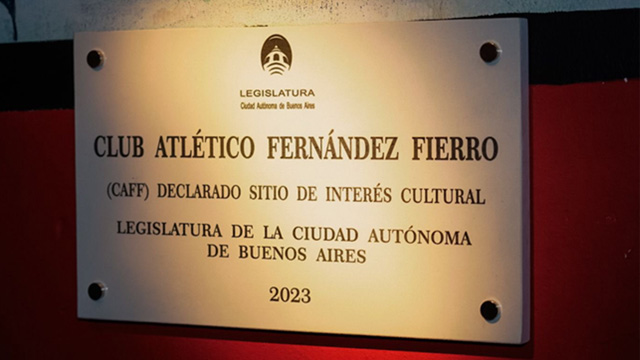 LEGISLATURA
Ciudad Autónoma de Buenos Aires
CLUB ATLÉTICO FERNÁNDEZ FIERRO
(CAFF) DECLARADO SITIO DE INTERÉS CULTURAL
LEGISLATURA DE LA CIUDAD AUTÓNOMA
DE BUENOS AIRES
2023